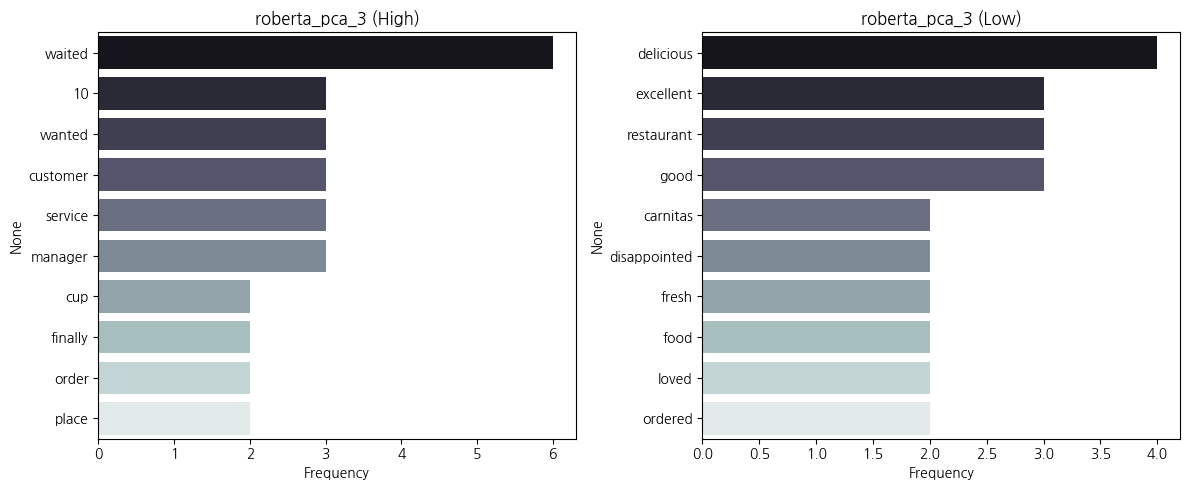 roberta_pca_3 (High)
waited
10
wanted
customer
service
manager
cup
finally
order
place
None
0 1 2 3 4 5 6
Frequency
roberta_pca_3 (Low)
delicious
excellent
restaurant
good
carnitas
disappointed
fresh
food
loved
ordered
None
0.0 0.5 1.0 1.5 2.0 2.5 3.0 3.5 4.0
Frequency